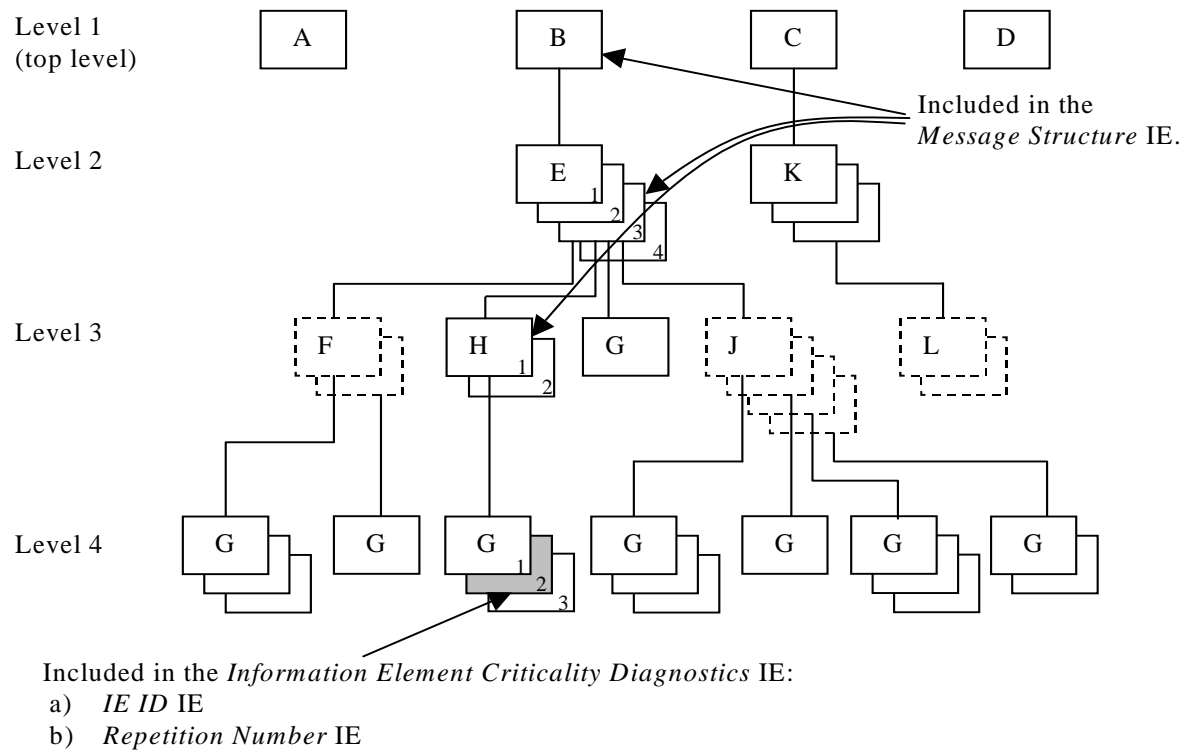 Level 1
(top level)
A
B
C
D
Included in the
Message Structure IE.
Level 2
E
1
2
3
4
K
Level 3
F
H
1
2
G
J
L
Level 4
G
G
G
1
2
3
G
G
G
G
Included in the Information Element Criticality Diagnostics IE:
a) IE ID IE
b) Repetition Number IE